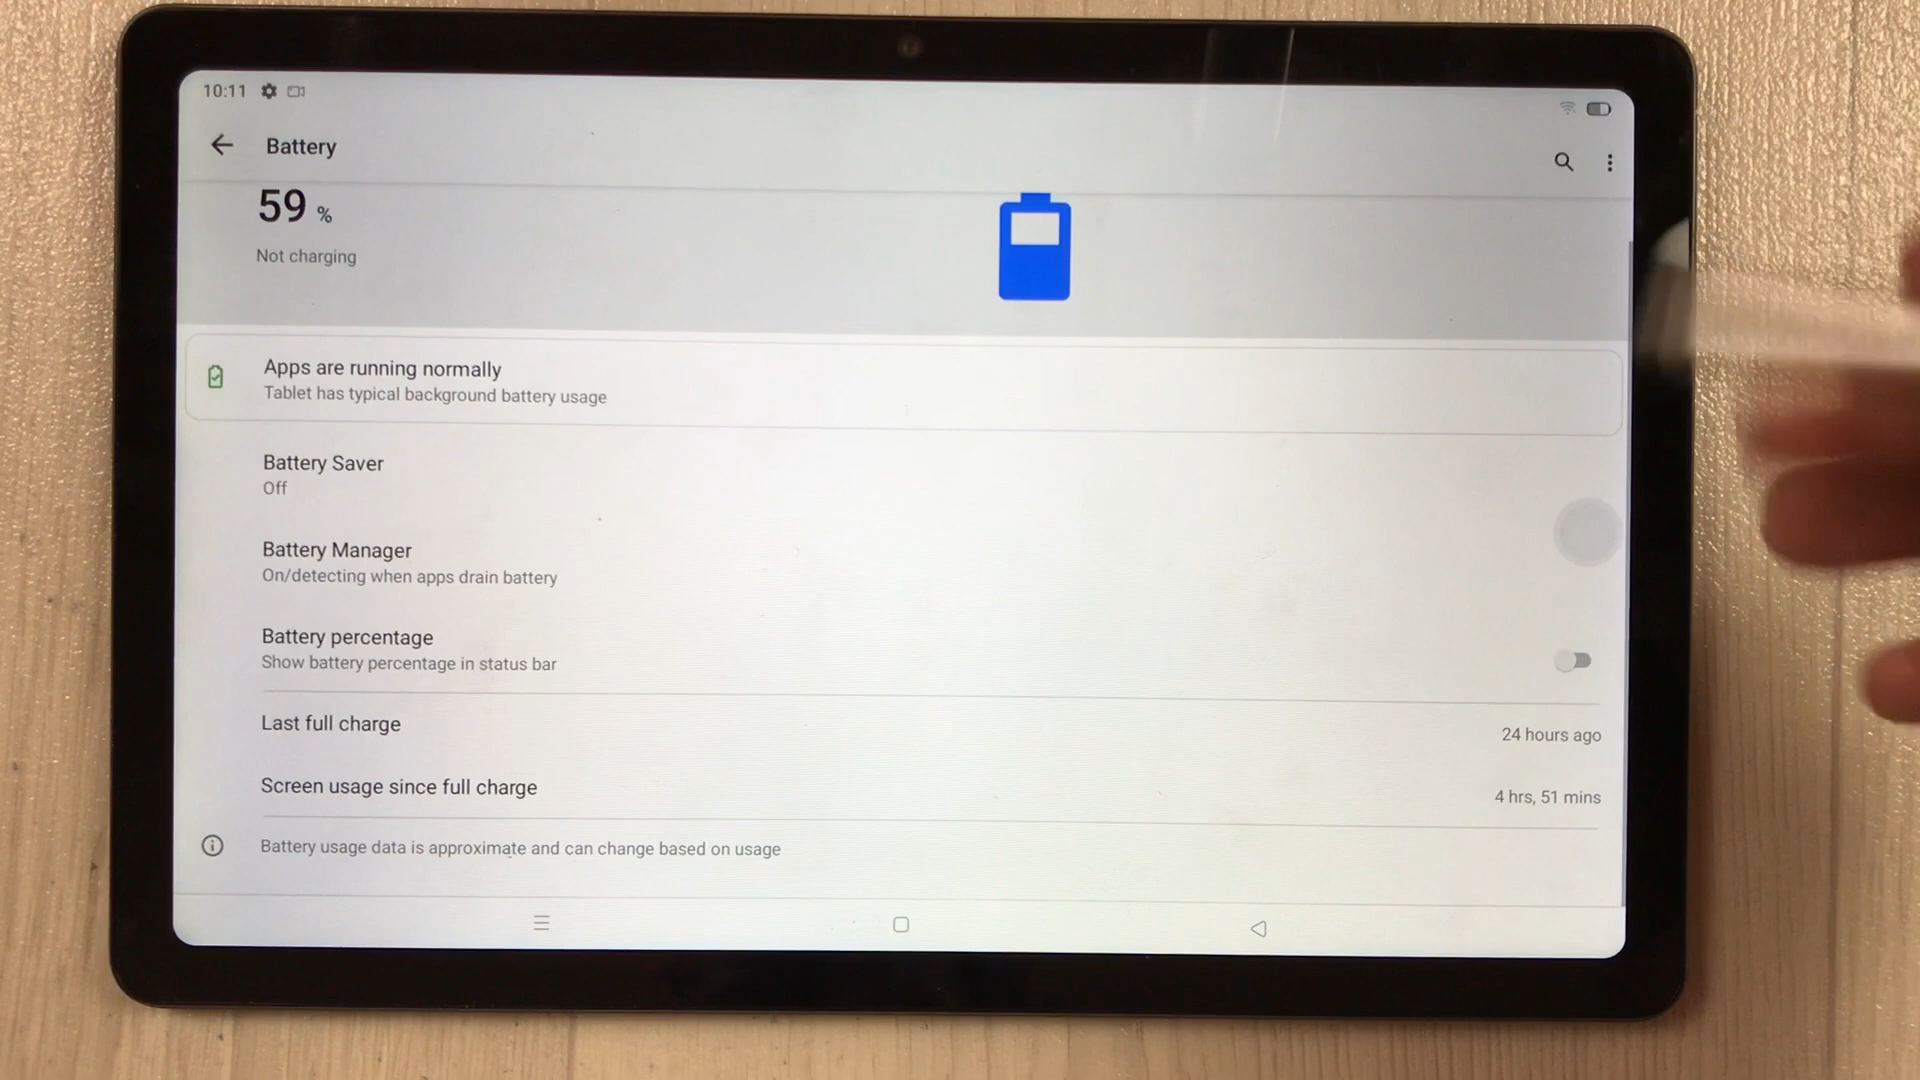 10:11
Battery
59 %
Not charging
Apps are running normally
Tablet has typical background battery usage
Battery Saver
Off
Battery Manager
On/detecting when apps drain battery
Battery percentage
Show battery percentage in status bar
Last full charge
24 hours ago
Screen usage since full charge
4 hrs, 51 mins
Battery usage data is approximate and can change based on usage